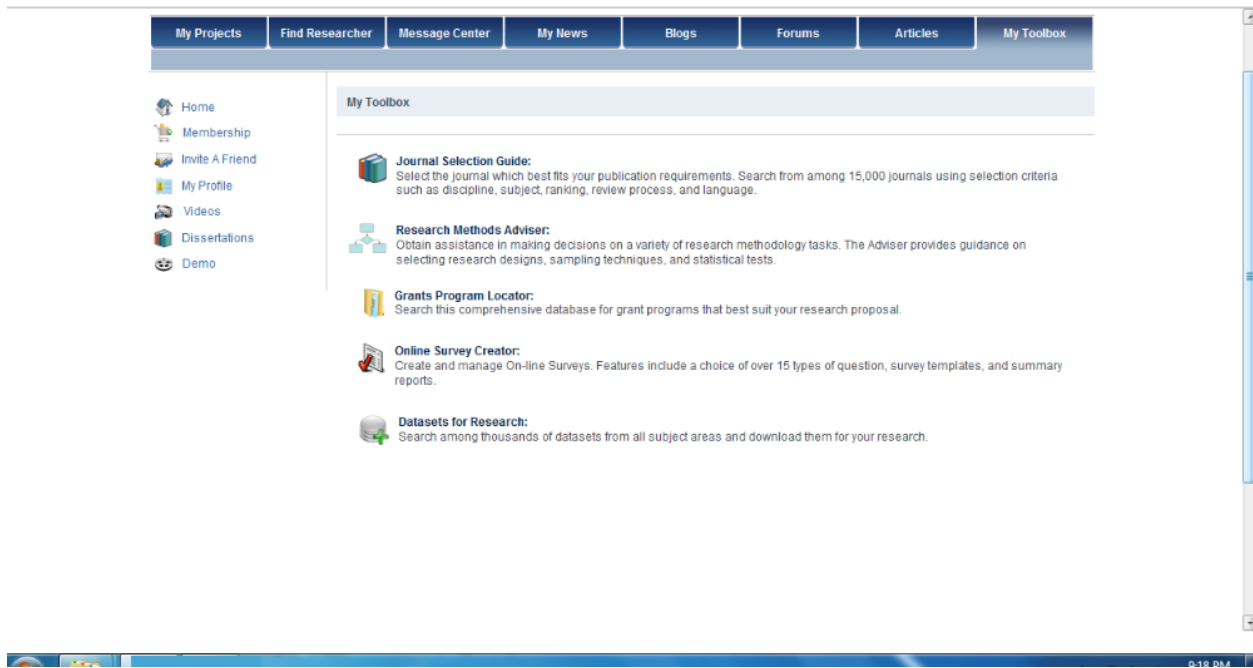 My Projects
Find Researcher
Message Center
My News
Blogs
Forums
Articles
My Toolbox
Home
Membership
Invite A Friend
My Profile
Videos
Dissertations
Demo
My Toolbox
Journal Selection Guide:
Select the journal which best fits your publication requirements. Search from among 15,000 journals using selection criteria
such as discipline, subject, ranking, review process, and language.
Research Methods Adviser:
Obtain assistance in making decisions on a variety of research methodology tasks. The Adviser provides guidance on
selecting research designs, sampling techniques, and statistical tests.
Grants Program Locator:
Search this comprehensive database for grant programs that best suit your research proposal.
Online Survey Creator:
Create and manage On-line Surveys. Features include a choice of over 15 types of question, survey templates, and summary
reports.
Datasets for Research:
Search among thousands of datasets from all subject areas and download them for your research.
9:18 PM